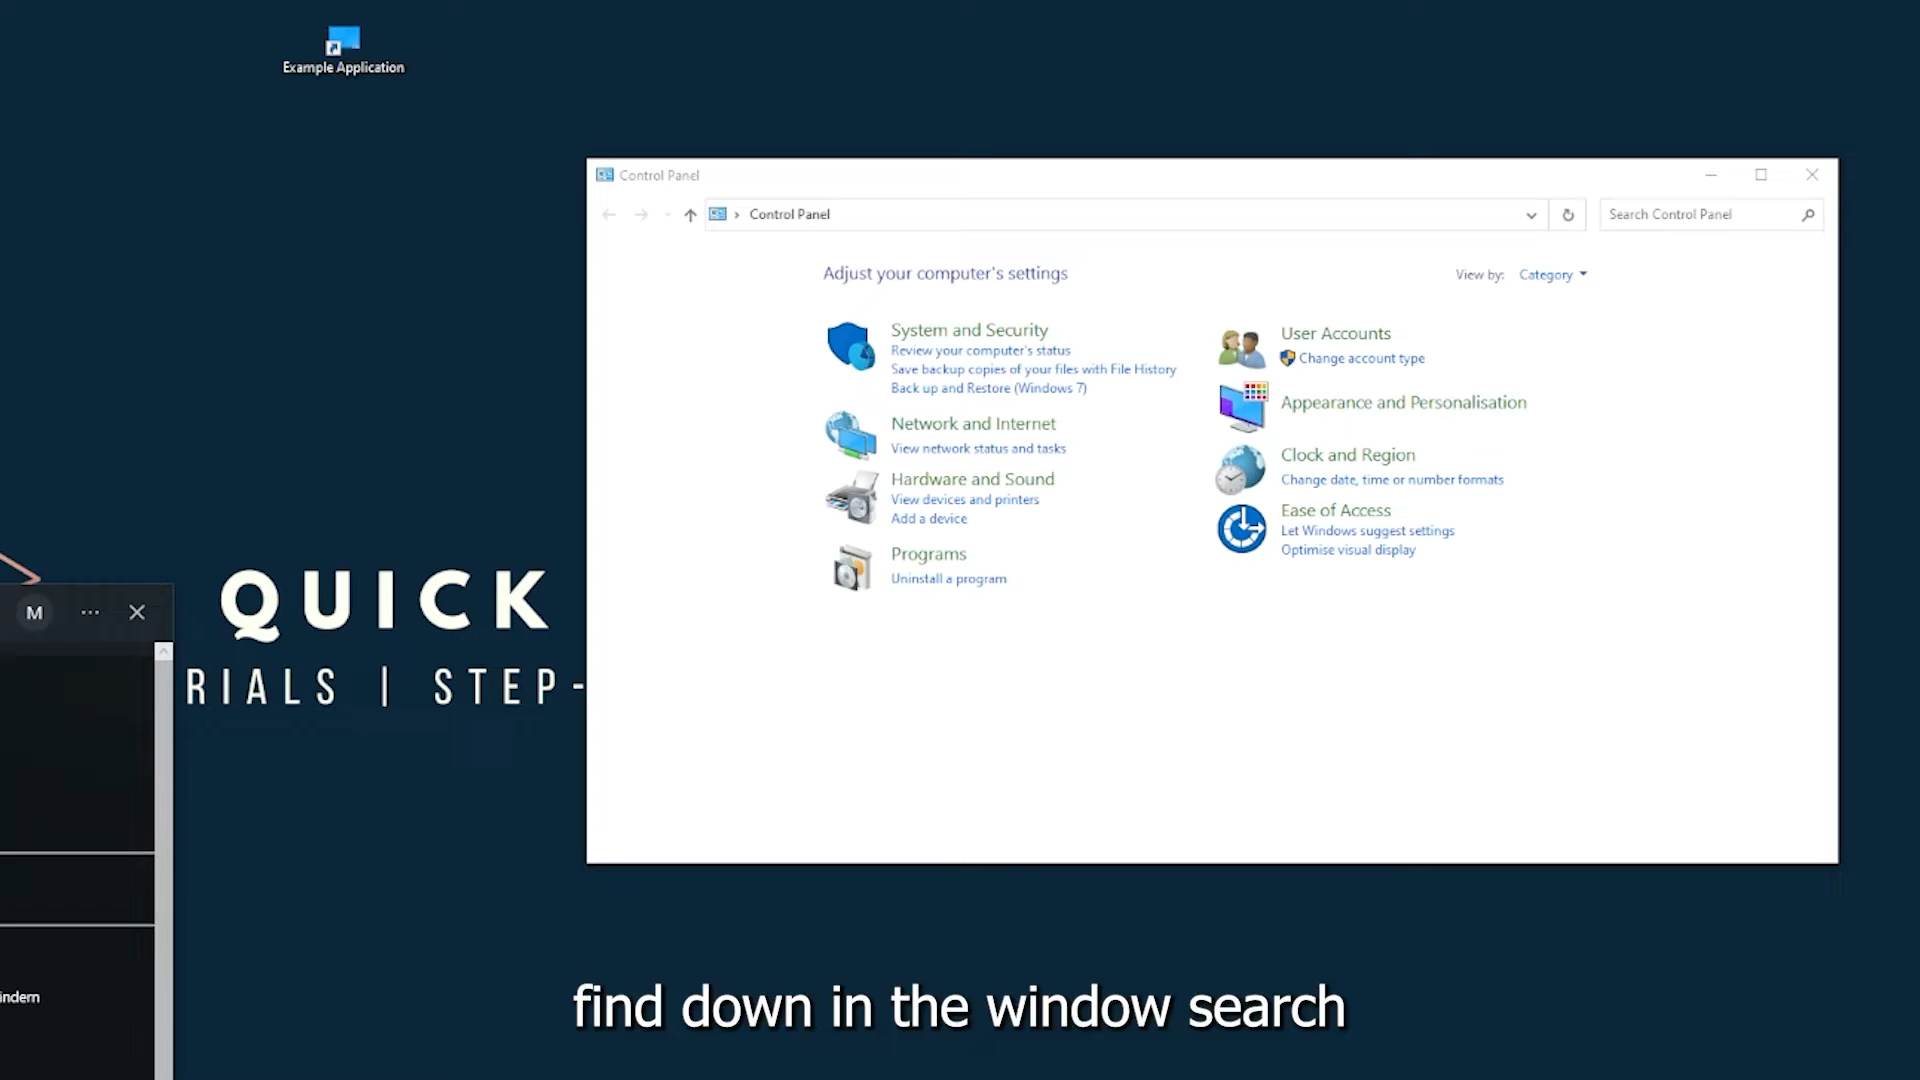 Example Application
Control Panel
Control Panel
Search Control Panel
Adjust your computer's settings
View by: Category
System and Security
Review your computer's status
Save backup copies of your files with File History
Back up and Restore (Windows 7)
Network and Internet
View network status and tasks
Hardware and Sound
View devices and printers
Add a device
Programs
Uninstall a program
User Accounts
Change account type
Appearance and Personalisation
Clock and Region
Change date, time or number formats
Ease of Access
Let Windows suggest settings
Optimise visual display
QUICK
RIALS | STEP-
M
indern
find down in the window search